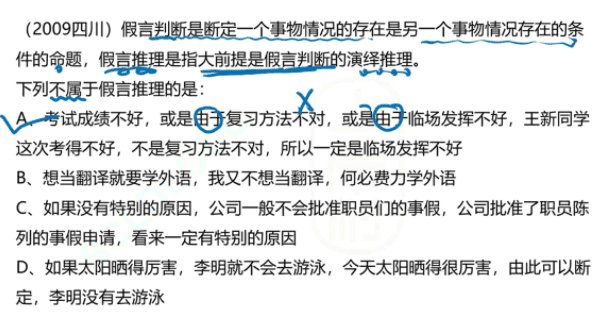 （2009四川）假言判断是断定一个事物情况的存在是另一个事物情况存在的条
件的命题，假言推理是指大前提是假言判断的演绎推理。
下列不属于假言推理的是：
A、考试成绩不好，或是由于复习方法不对，或是由于临场发挥不好，王新同学
这次考得不好，不是复习方法不对，所以一定是临场发挥不好
B、想当翻译就要学外语，我又不想当翻译，何必费力学外语
C、如果没有特别的原因，公司一般不会批准职员们的事假，公司批准了职员陈
列的事假申请，看来一定有特别的原因
D、如果太阳晒得厉害，李明就不会去游泳，今天太阳晒得很厉害，由此可以断
定，李明没有去游泳